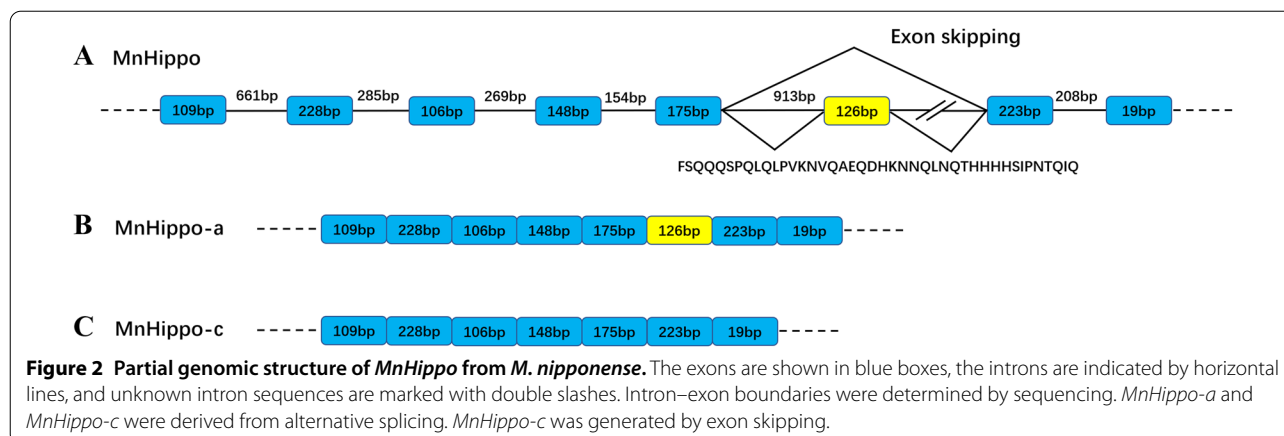 Exon skipping
A MnHippo
661bp 285bp 269bp 154bp 913bp 208bp
109bp 228bp 106bp 148bp 175bp 126bp 223bp 19bp
FSQQQSPQLQLPVKNVQAEQDHKNNQLNQTHHHHSIPNTQIQ
B MnHippo-a 109bp 228bp 106bp 148bp 175bp 126bp 223bp 19bp
C MnHippo-c 109bp 228bp 106bp 148bp 175bp 223bp 19bp
Figure 2 Partial genomic structure of MnHippo from M. nipponense. The exons are shown in blue boxes, the introns are indicated by horizontal
lines, and unknown intron sequences are marked with double slashes. Intron–exon boundaries were determined by sequencing. MnHippo-a and
MnHippo-c were derived from alternative splicing. MnHippo-c was generated by exon skipping.